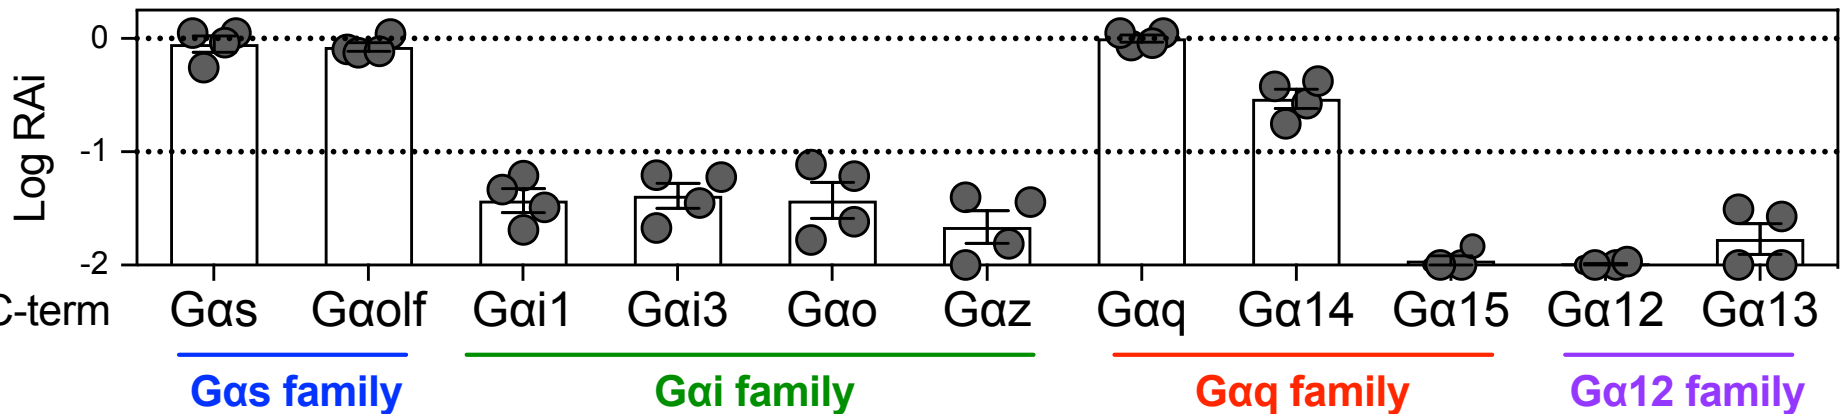 Log RAi
0
-1
-2
C-term Gαs Gαolf Gαi1 Gαi3 Gαo Gαz Gαq Gα14 Gα15 Gα12 Gα13
Gαs family Gαi family Gαq family Gα12 family